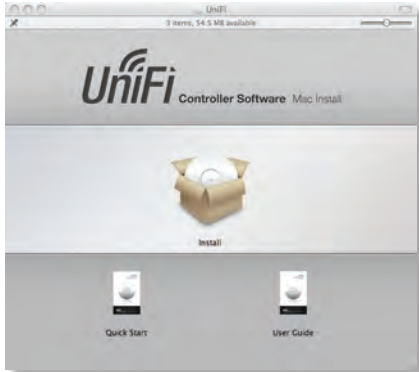 UniFi
3 items, 54.5 MB available
UniFi Controller Software Mac Install
Install
Quick Start
User Guide